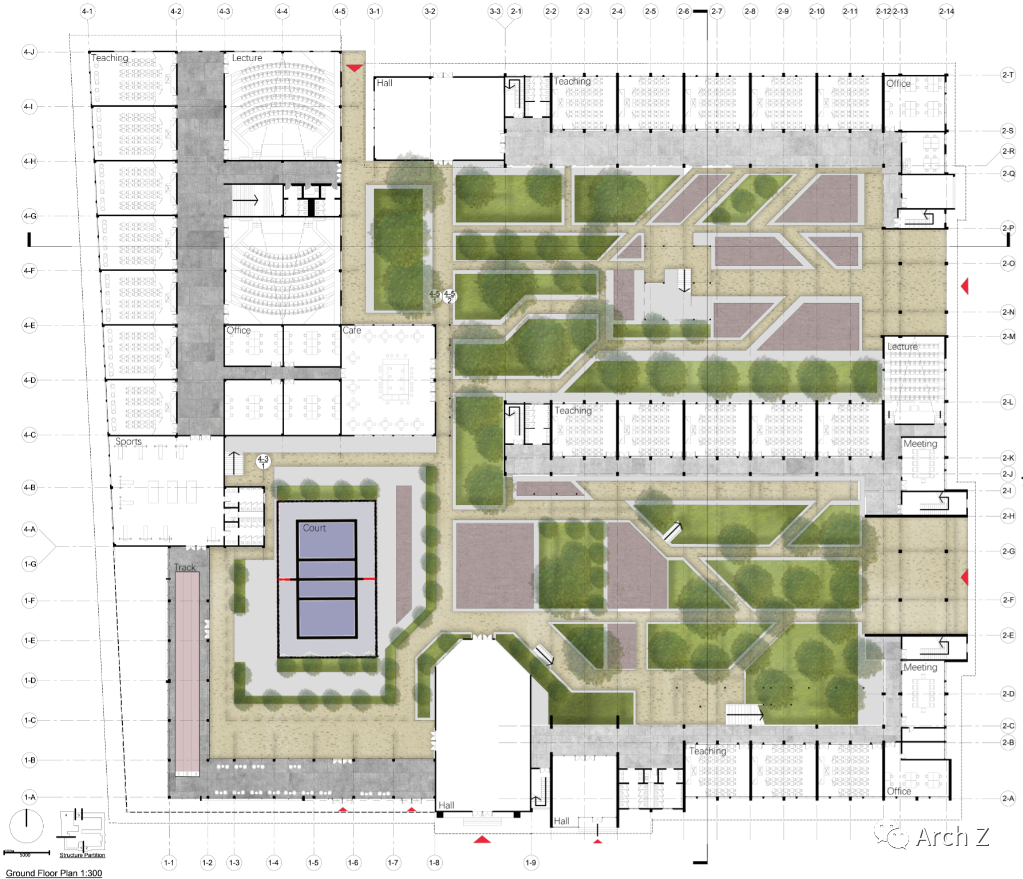 4-1 4-2 4-3 4-4 4-5 3-1 3-2 3-3 2-1 2-2 2-3 2-4 2-5 2-6 2-7 2-8 2-9 2-10 2-11 2-12 2-13 2-14
4-J
Teaching Lecture
Hall Teaching Office
2-T
4-I
2-S
2-R
4-H
2-Q
4-G
2-P
2-O
4-F
4-5 4-5
2-N
4-E
Office Cafe
2-M
Lecture
4-D
2-L
Teaching
4-C
Sports
Meeting
4-3
1
2-K
2-J
4-B
2-I
2-H
4-A
Court
2-G
1-G
Track
1-F
2-F
1-E
2-E
Meeting
1-D
2-D
1-C
2-C
2-B
Teaching
1-B
Office
1-A
Hall
2-A
Hall
5000
Structure Partition
Arch Z
1-1 1-2 1-3 1-4 1-5 1-6 1-7 1-8 1-9
Ground Floor Plan 1:300